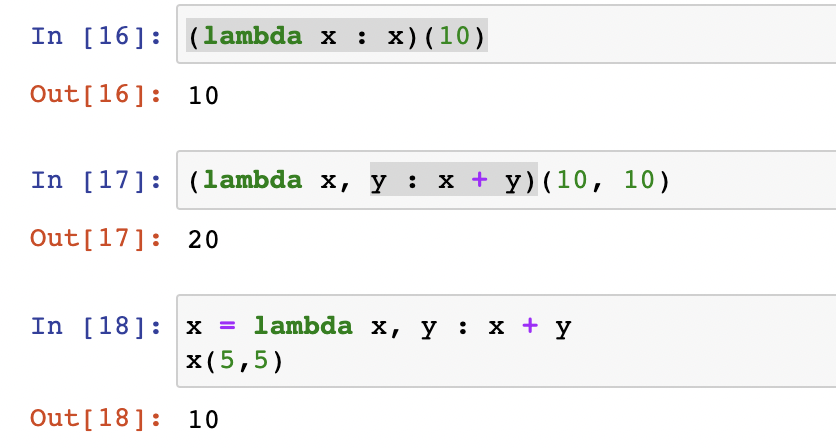 In [16]: (lambda x : x)(10)
Out[16]: 10
In [17]: (lambda x, y : x + y)(10, 10)
Out[17]: 20
In [18]: x = lambda x, y : x + y
x(5,5)
Out[18]: 10